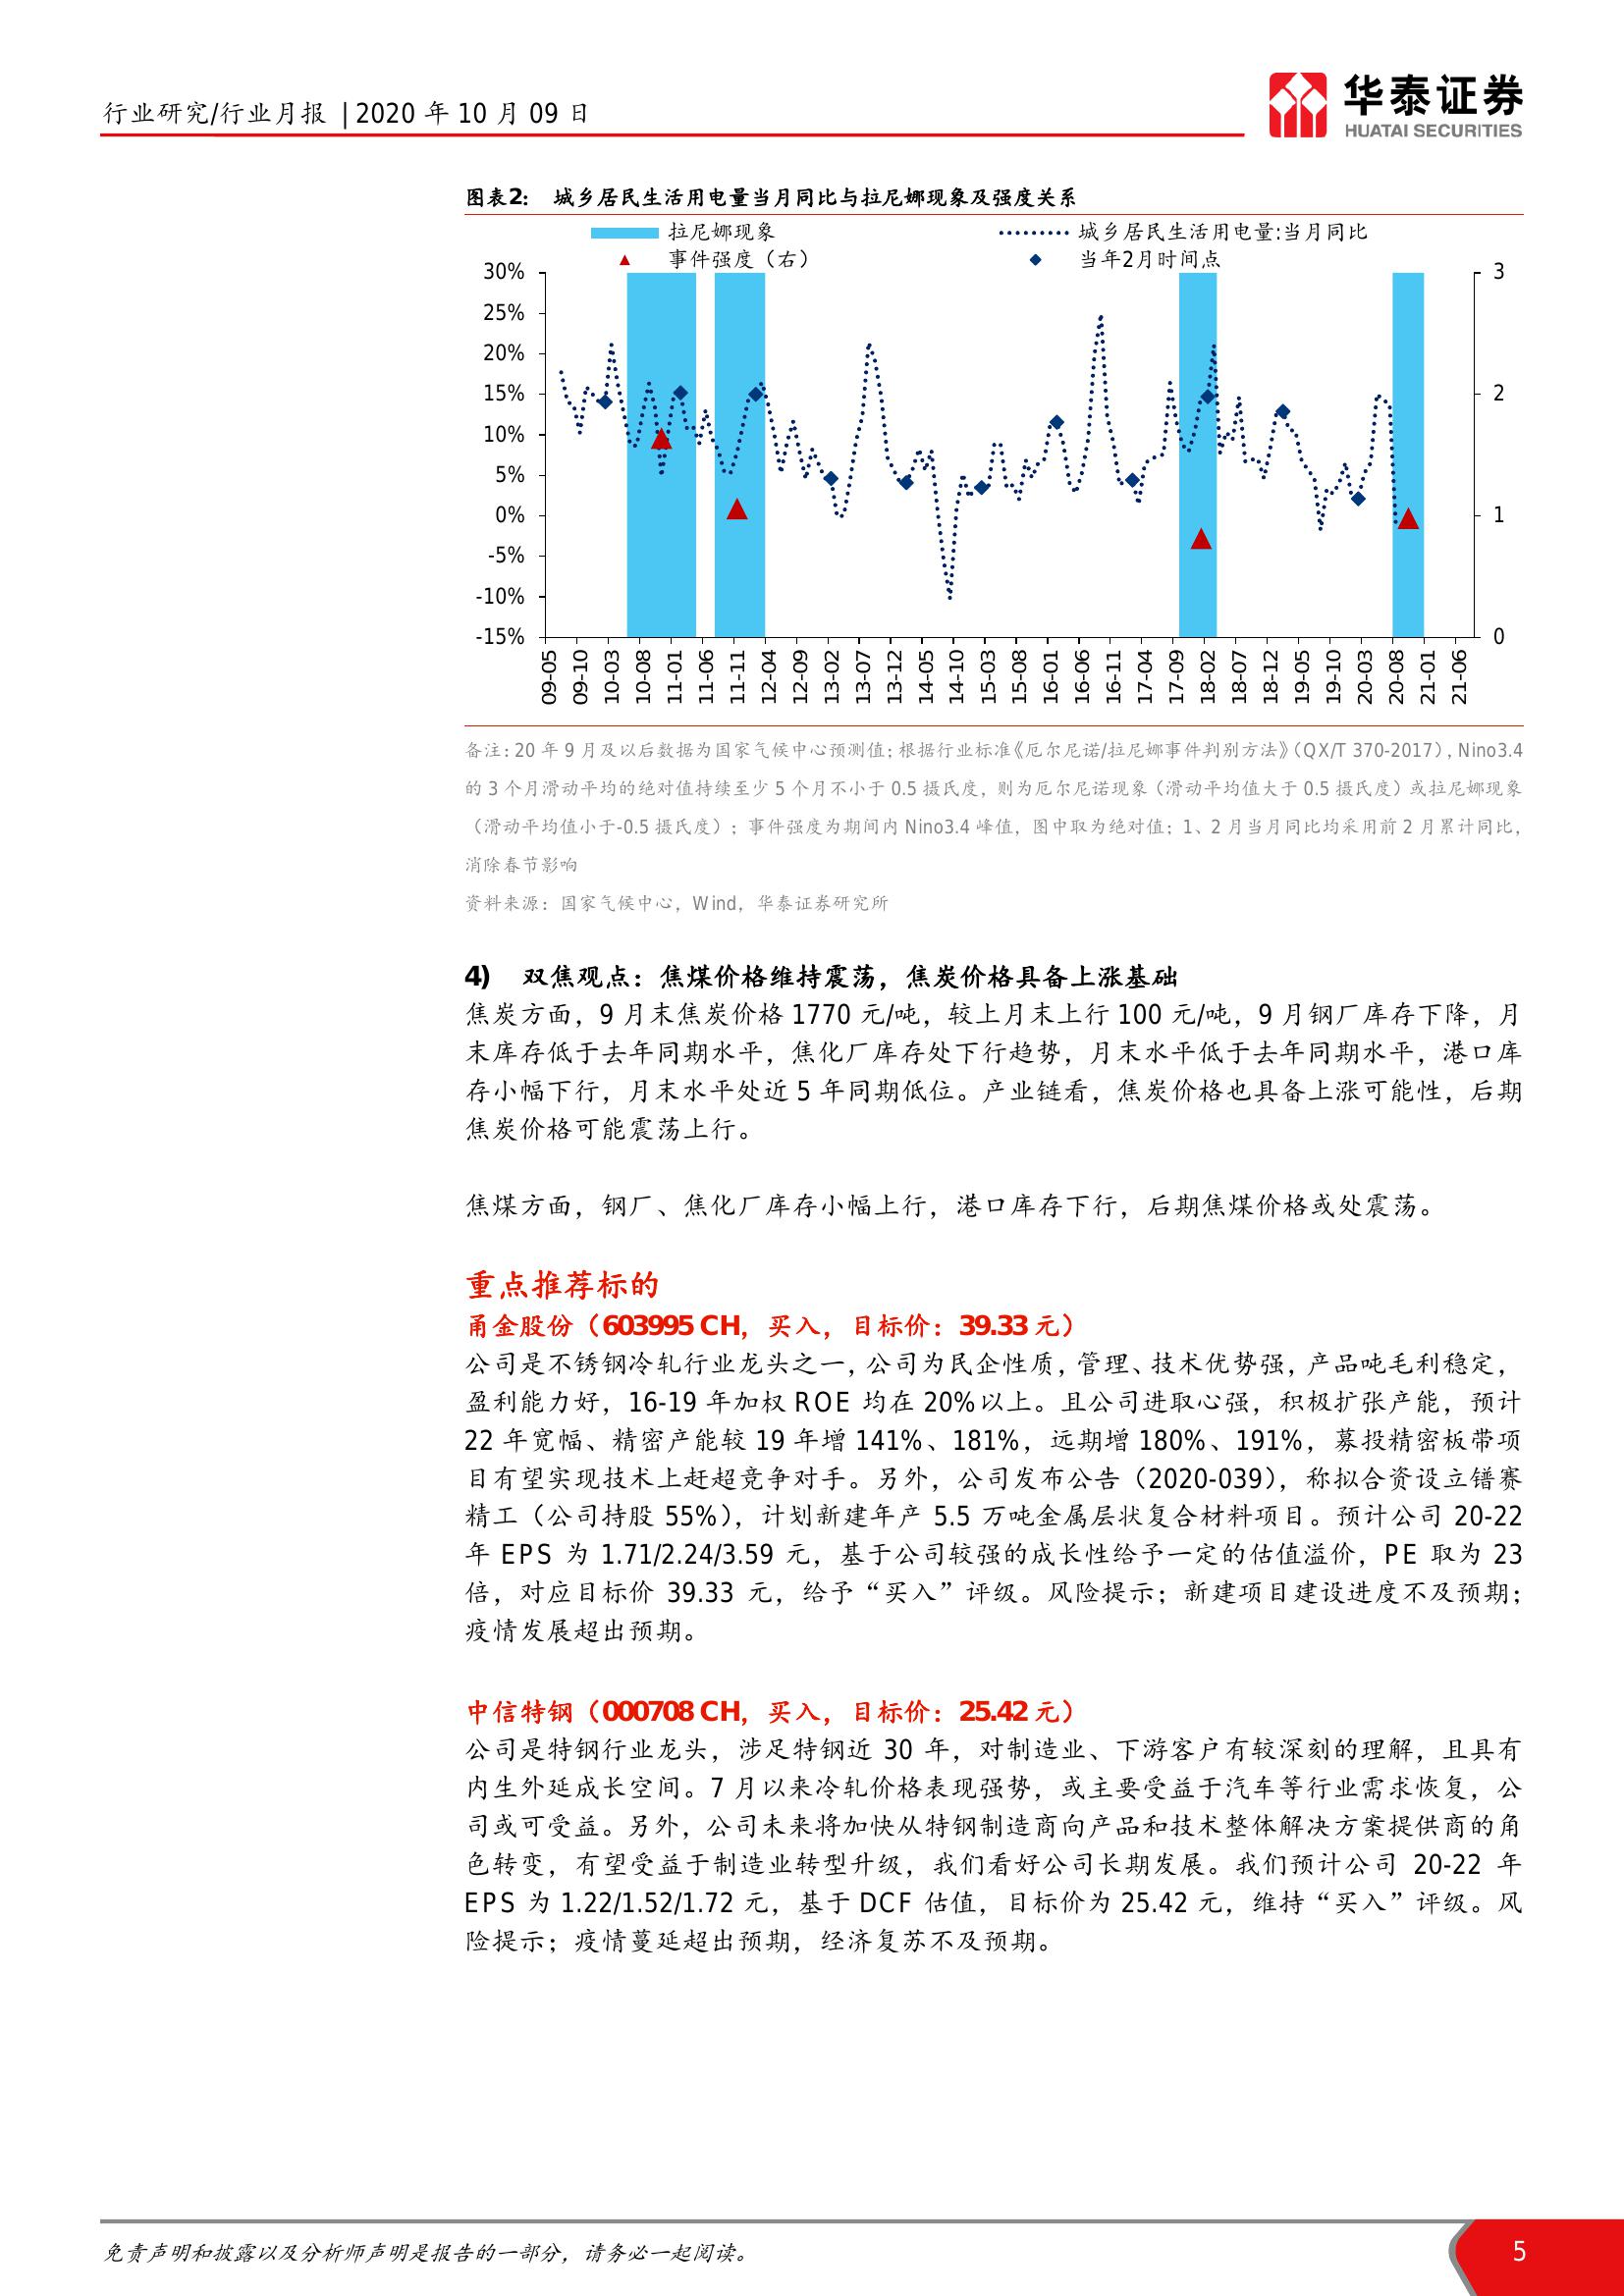 行业研究/行业月报 | 2020 年 10 月 09 日
华泰证券
HUATAI SECURITIES
图表2： 城乡居民生活用电量当月同比与拉尼娜现象及强度关系
拉尼娜现象 城乡居民生活用电量:当月同比
事件强度（右） 当年2月时间点
30% 3
25%
20%
15% 2
10%
5%
0% 1
-5%
-10%
-15% 0
09-05 09-10 10-03 10-08 11-01 11-06 11-11 12-04 12-09 13-02 13-07 13-12 14-05 14-10 15-03 15-08 16-01 16-06 16-11 17-04 17-09 18-02 18-07 18-12 19-05 19-10 20-03 20-08 21-01 21-06
备注：20 年 9 月及以后数据为国家气候中心预测值；根据行业标准《厄尔尼诺/拉尼娜事件判别方法》（QX/T 370-2017），Nino3.4
的 3 个月滑动平均的绝对值持续至少 5 个月不小于 0.5 摄氏度，则为厄尔尼诺现象（滑动平均值大于 0.5 摄氏度）或拉尼娜现象
（滑动平均值小于-0.5 摄氏度）；事件强度为期间内 Nino3.4 峰值，图中取为绝对值；1、2 月当月同比均采用前 2 月累计同比，
消除春节影响
资料来源：国家气候中心，Wind，华泰证券研究所
4) 双焦观点：焦煤价格维持震荡，焦炭价格具备上涨基础
焦炭方面，9 月末焦炭价格 1770 元/吨，较上月末上行 100 元/吨，9 月钢厂库存下降，月
末库存低于去年同期水平，焦化厂库存处下行趋势，月末水平低于去年同期水平，港口库
存小幅下行，月末水平处近 5 年同期低位。产业链看，焦炭价格也具备上涨可能性，后期
焦炭价格可能震荡上行。
焦煤方面，钢厂、焦化厂库存小幅上行，港口库存下行，后期焦煤价格或处震荡。
重点推荐标的
甬金股份（603995 CH，买入，目标价：39.33 元）
公司是不锈钢冷轧行业龙头之一，公司为民企性质，管理、技术优势强，产品吨毛利稳定，
盈利能力好，16-19 年加权 ROE 均在 20%以上。且公司进取心强，积极扩张产能，预计
22 年宽幅、精密产能较 19 年增 141%、181%，远期增 180%、191%，募投精密板带项
目有望实现技术上赶超竞争对手。另外，公司发布公告（2020-039），称拟合资设立镨赛
精工（公司持股 55%），计划新建年产 5.5 万吨金属层状复合材料项目。预计公司 20-22
年 EPS 为 1.71/2.24/3.59 元，基于公司较强的成长性给予一定的估值溢价，PE 取为 23
倍，对应目标价 39.33 元，给予“买入”评级。风险提示；新建项目建设进度不及预期；
疫情发展超出预期。
中信特钢（000708 CH，买入，目标价：25.42 元）
公司是特钢行业龙头，涉足特钢近 30 年，对制造业、下游客户有较深刻的理解，且具有
内生外延成长空间。7 月以来冷轧价格表现强势，或主要受益于汽车等行业需求恢复，公
司或可受益。另外，公司未来将加快从特钢制造商向产品和技术整体解决方案提供商的角
色转变，有望受益于制造业转型升级，我们看好公司长期发展。我们预计公司 20-22 年
EPS 为 1.22/1.52/1.72 元，基于 DCF 估值，目标价为 25.42 元，维持“买入”评级。风
险提示；疫情蔓延超出预期，经济复苏不及预期。
免责声明和披露以及分析师声明是报告的一部分，请务必一起阅读。 5